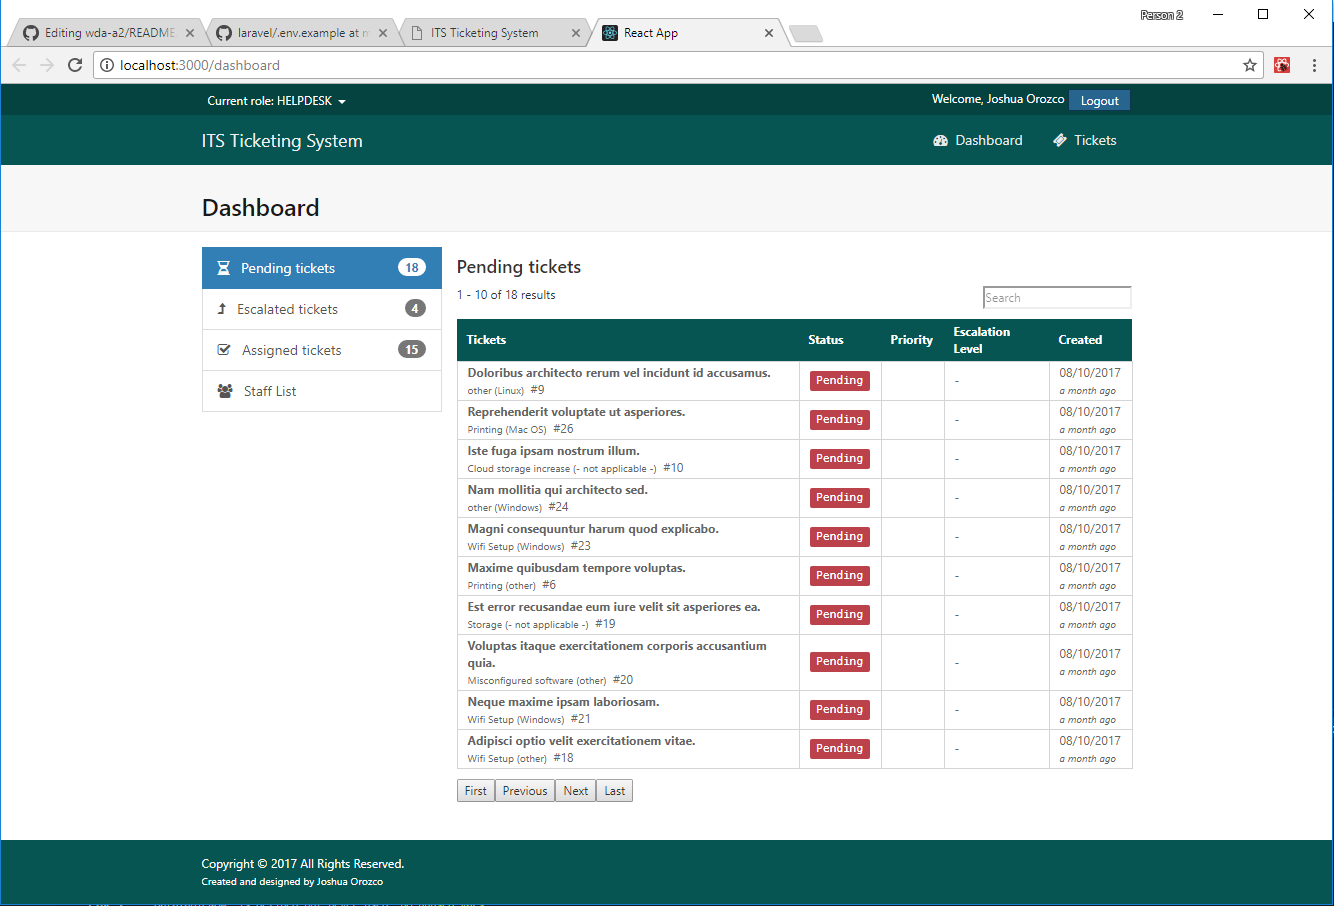 Person 2
Editing wda-a2/README
laravel/.env.example at m
ITS Ticketing System
React App
localhost:3000/dashboard
Current role: HELPDESK
Welcome, Joshua Orozco Logout
ITS Ticketing System
Dashboard
Tickets
Dashboard
Pending tickets 18
Escalated tickets 4
Assigned tickets 15
Staff List
Pending tickets
1 - 10 of 18 results
Search
Tickets Status Priority Escalation Level Created
Doloribus architecto rerum vel incidunt id accusamus.
other (Linux) #9
Pending - 08/10/2017
a month ago
Reprehenderit voluptate ut asperiores.
Printing (Mac OS) #26
Pending - 08/10/2017
a month ago
Iste fuga ipsam nostrum illum.
Cloud storage increase (- not applicable -) #10
Pending - 08/10/2017
a month ago
Nam mollitia qui architecto sed.
other (Windows) #24
Pending - 08/10/2017
a month ago
Magni consequuntur harum quod explicabo.
Wifi Setup (Windows) #23
Pending - 08/10/2017
a month ago
Maxime quibusdam tempore voluptas.
Printing (other) #6
Pending - 08/10/2017
a month ago
Est error recusandae eum iure velit sit asperiores ea.
Storage (- not applicable -) #19
Pending - 08/10/2017
a month ago
Voluptas itaque exercitationem corporis accusantium
quia.
Misconfigured software (other) #20
Pending - 08/10/2017
a month ago
Neque maxime ipsam laboriosam.
Wifi Setup (Windows) #21
Pending - 08/10/2017
a month ago
Adipisci optio velit exercitationem vitae.
Wifi Setup (other) #18
Pending - 08/10/2017
a month ago
First Previous Next Last
Copyright © 2017 All Rights Reserved.
Created and designed by Joshua Orozco